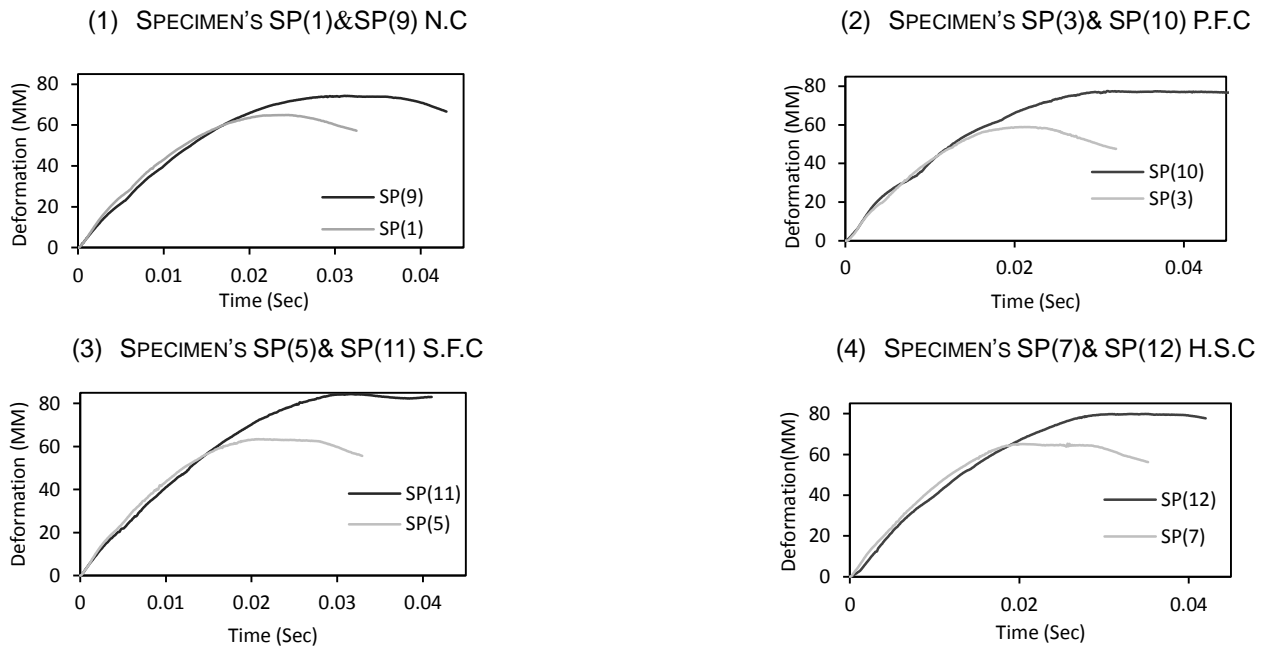 (1) SPECIMEN'S SP(1)&SP(9) N.C
80
60
40
20
0
Deformation (MM)
SP(9)
SP(1)
0 0.01 0.02 0.03 0.04
Time (Sec)
(2) SPECIMEN'S SP(3)& SP(10) P.F.C
80
60
40
20
0
Deformation (MM)
SP(10)
SP(3)
0 0.02 0.04
Time (Sec)
(3) SPECIMEN'S SP(5)& SP(11) S.F.C
80
60
40
20
0
Deformation (MM)
SP(11)
SP(5)
0 0.01 0.02 0.03 0.04
Time (Sec)
(4) SPECIMEN'S SP(7)& SP(12) H.S.C
80
60
40
20
0
Deformation(MM)
SP(12)
SP(7)
0 0.02 0.04
Time (Sec)